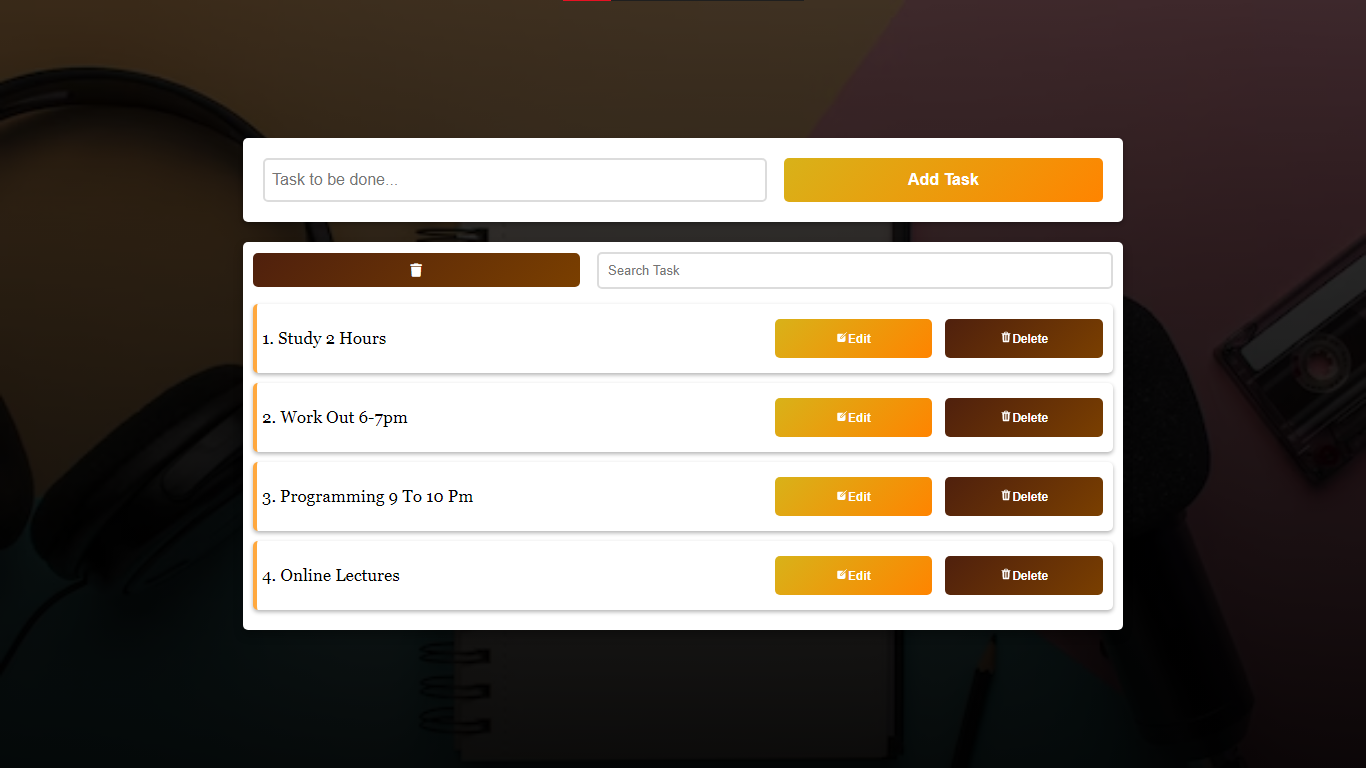 Task to be done...
Add Task
Search Task
1. Study 2 Hours
Edit
Delete
2. Work Out 6-7pm
Edit
Delete
3. Programming 9 To 10 Pm
Edit
Delete
4. Online Lectures
Edit
Delete